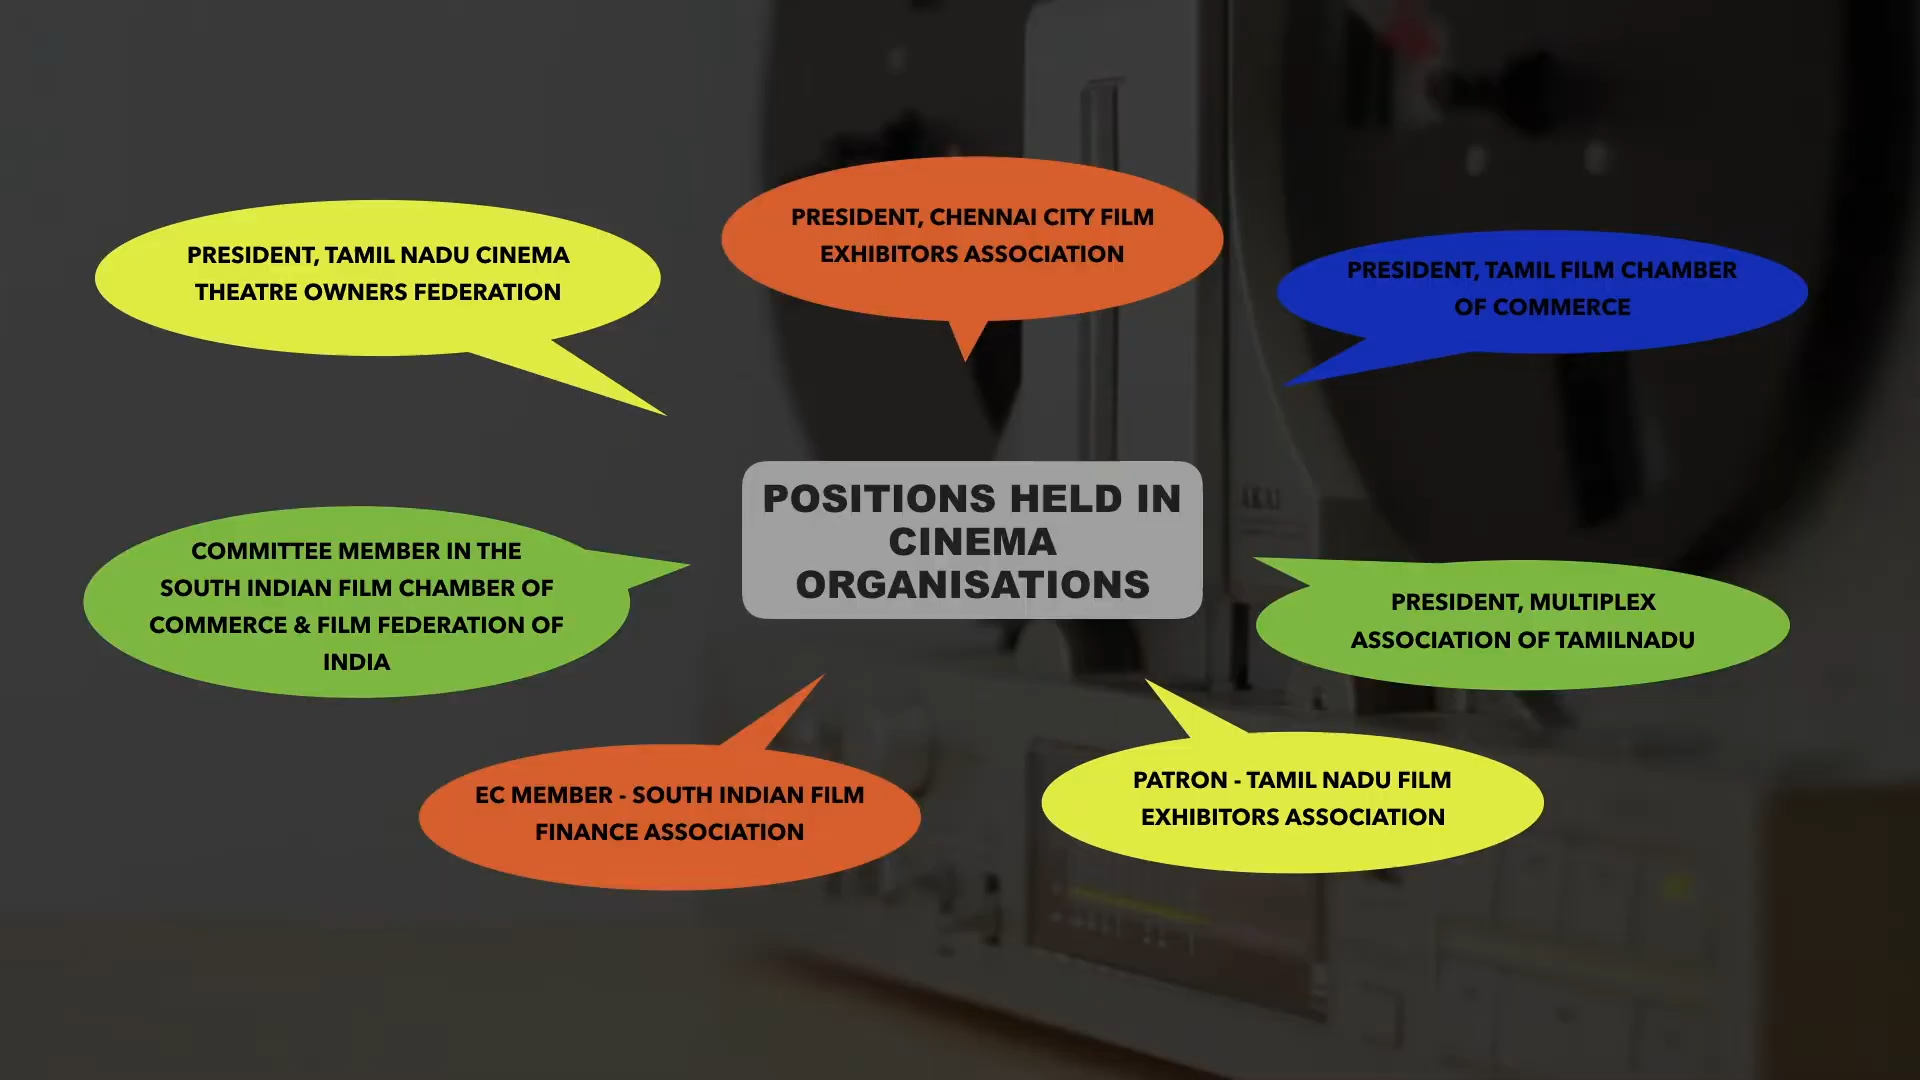 PRESIDENT, CHENNAI CITY FILM
EXHIBITORS ASSOCIATION
PRESIDENT, TAMIL NADU CINEMA
THEATRE OWNERS FEDERATION
PRESIDENT, TAMIL FILM CHAMBER
OF COMMERCE
POSITIONS HELD IN
CINEMA
ORGANISATIONS
COMMITTEE MEMBER IN THE
SOUTH INDIAN FILM CHAMBER OF
COMMERCE & FILM FEDERATION OF
INDIA
PRESIDENT, MULTIPLEX
ASSOCIATION OF TAMILNADU
EC MEMBER - SOUTH INDIAN FILM
FINANCE ASSOCIATION
PATRON - TAMIL NADU FILM
EXHIBITORS ASSOCIATION
AKAI